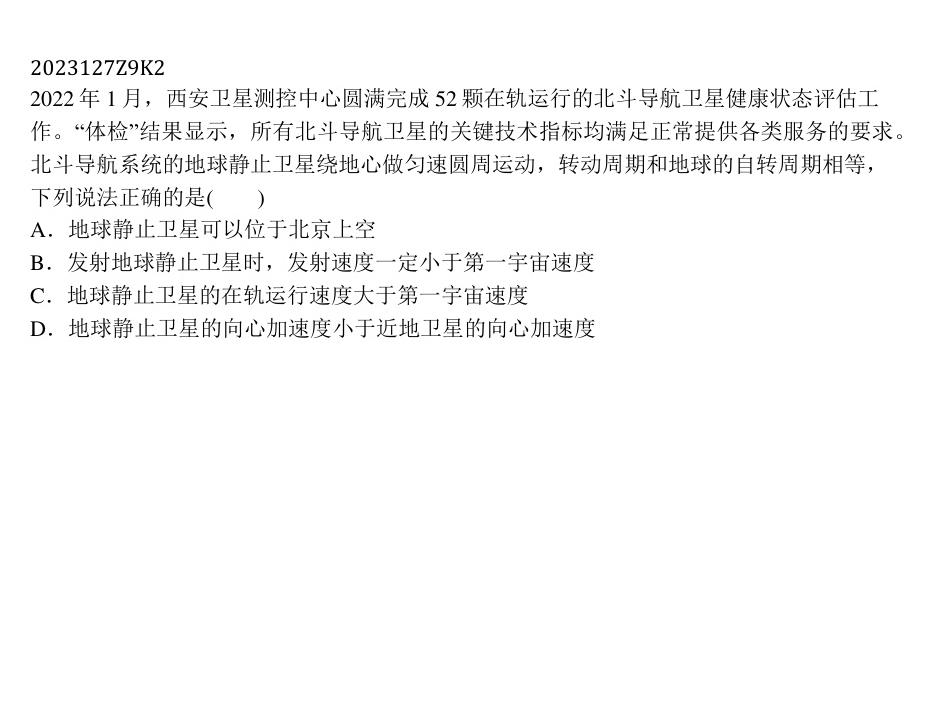 2023127Z9K2
2022年1月，西安卫星测控中心圆满完成52颗在轨运行的北斗导航卫星健康状态评估工
作。“体检”结果显示，所有北斗导航卫星的关键技术指标均满足正常提供各类服务的要求。
北斗导航系统的地球静止卫星绕地心做匀速圆周运动，转动周期和地球的自转周期相等，
下列说法正确的是(　　)
A．地球静止卫星可以位于北京上空
B．发射地球静止卫星时，发射速度一定小于第一宇宙速度
C．地球静止卫星的在轨运行速度大于第一宇宙速度
D．地球静止卫星的向心加速度小于近地卫星的向心加速度